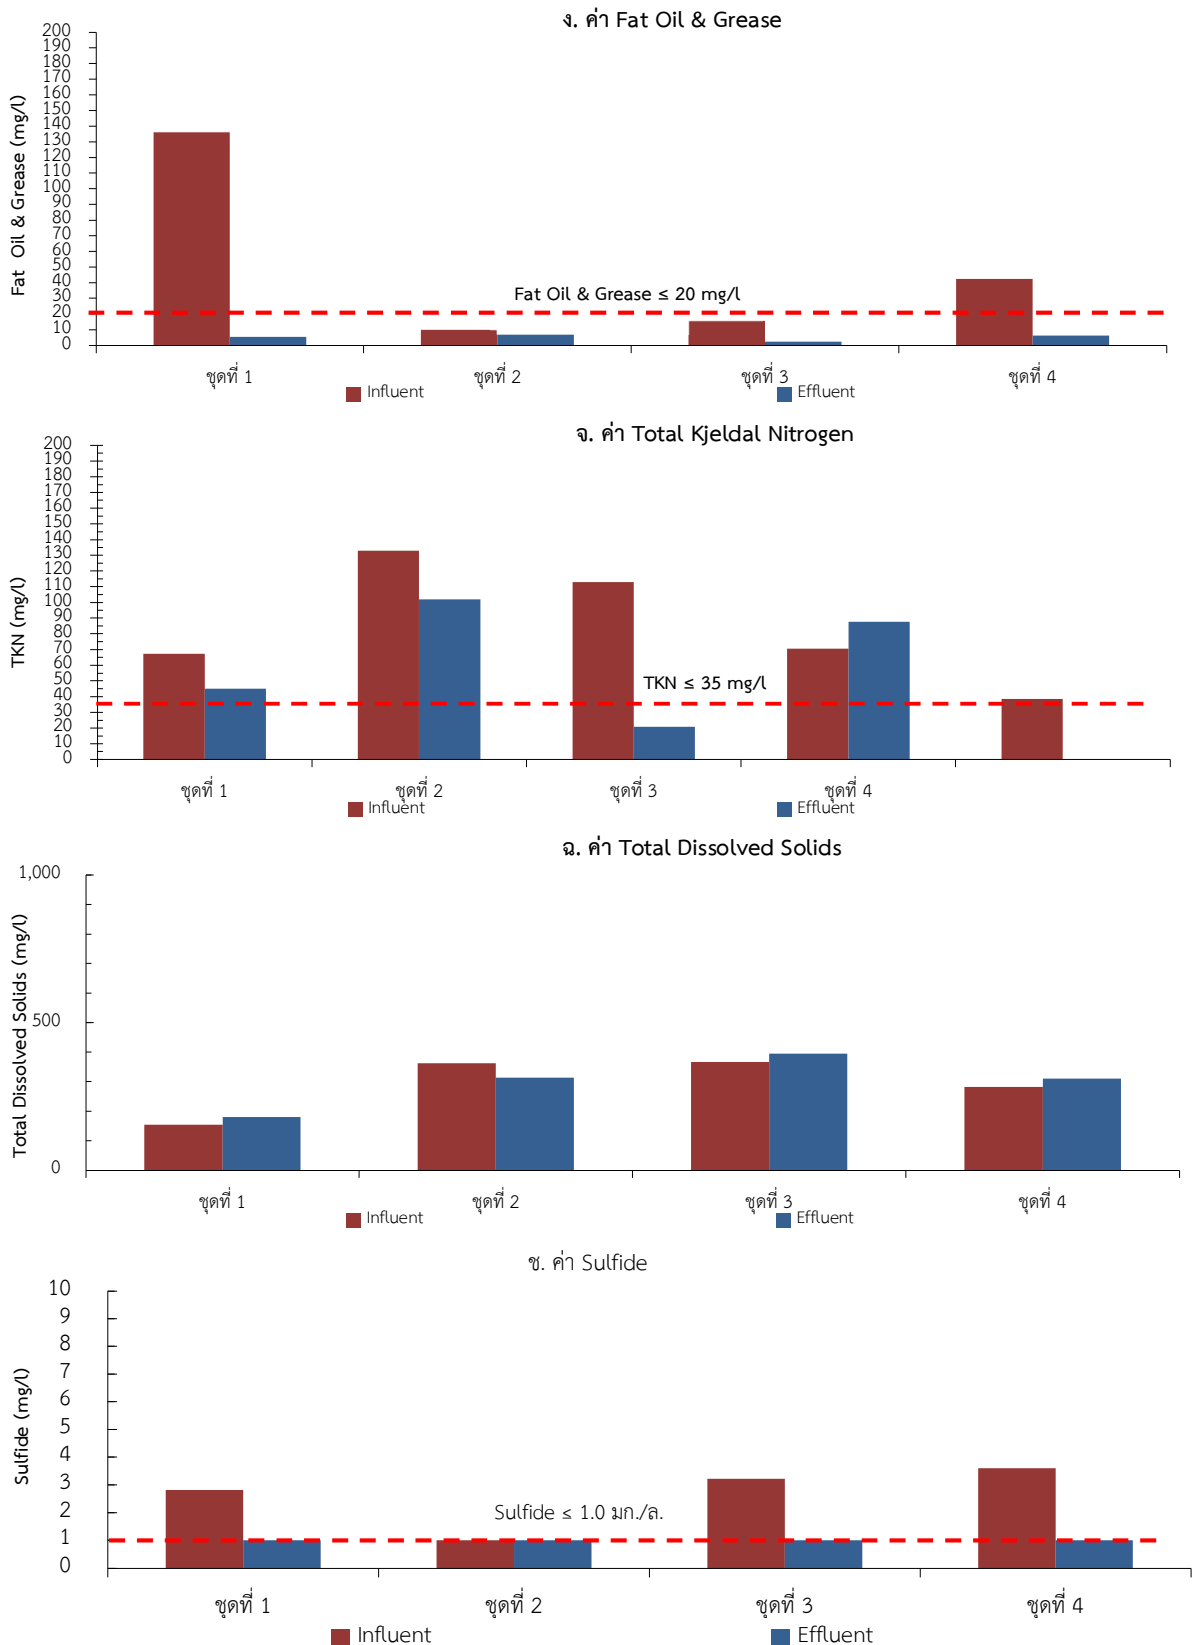 ง. ค่า Fat Oil & Grease
200
190
180
170
160
150
140
130
120
110
100
90
80
70
60
50
40
30
20
10
0
Fat Oil & Grease (mg/l)
Fat Oil & Grease ≤ 20 mg/l
ชุดที่ 1 ชุดที่ 2 ชุดที่ 3 ชุดที่ 4
Influent Effluent
จ. ค่า Total Kjeldal Nitrogen
200
190
180
170
160
150
140
130
120
110
100
90
80
70
60
50
40
30
20
10
0
TKN (mg/l)
TKN ≤ 35 mg/l
ชุดที่ 1 ชุดที่ 2 ชุดที่ 3 ชุดที่ 4
Influent Effluent
ฉ. ค่า Total Dissolved Solids
1,000
500
0
Total Dissolved Solids (mg/l)
ชุดที่ 1 ชุดที่ 2 ชุดที่ 3 ชุดที่ 4
Influent Effluent
ช. ค่า Sulfide
10
9
8
7
6
5
4
3
2
1
0
Sulfide (mg/l)
Sulfide ≤ 1.0 มก./ล.
ชุดที่ 1 ชุดที่ 2 ชุดที่ 3 ชุดที่ 4
Influent Effluent